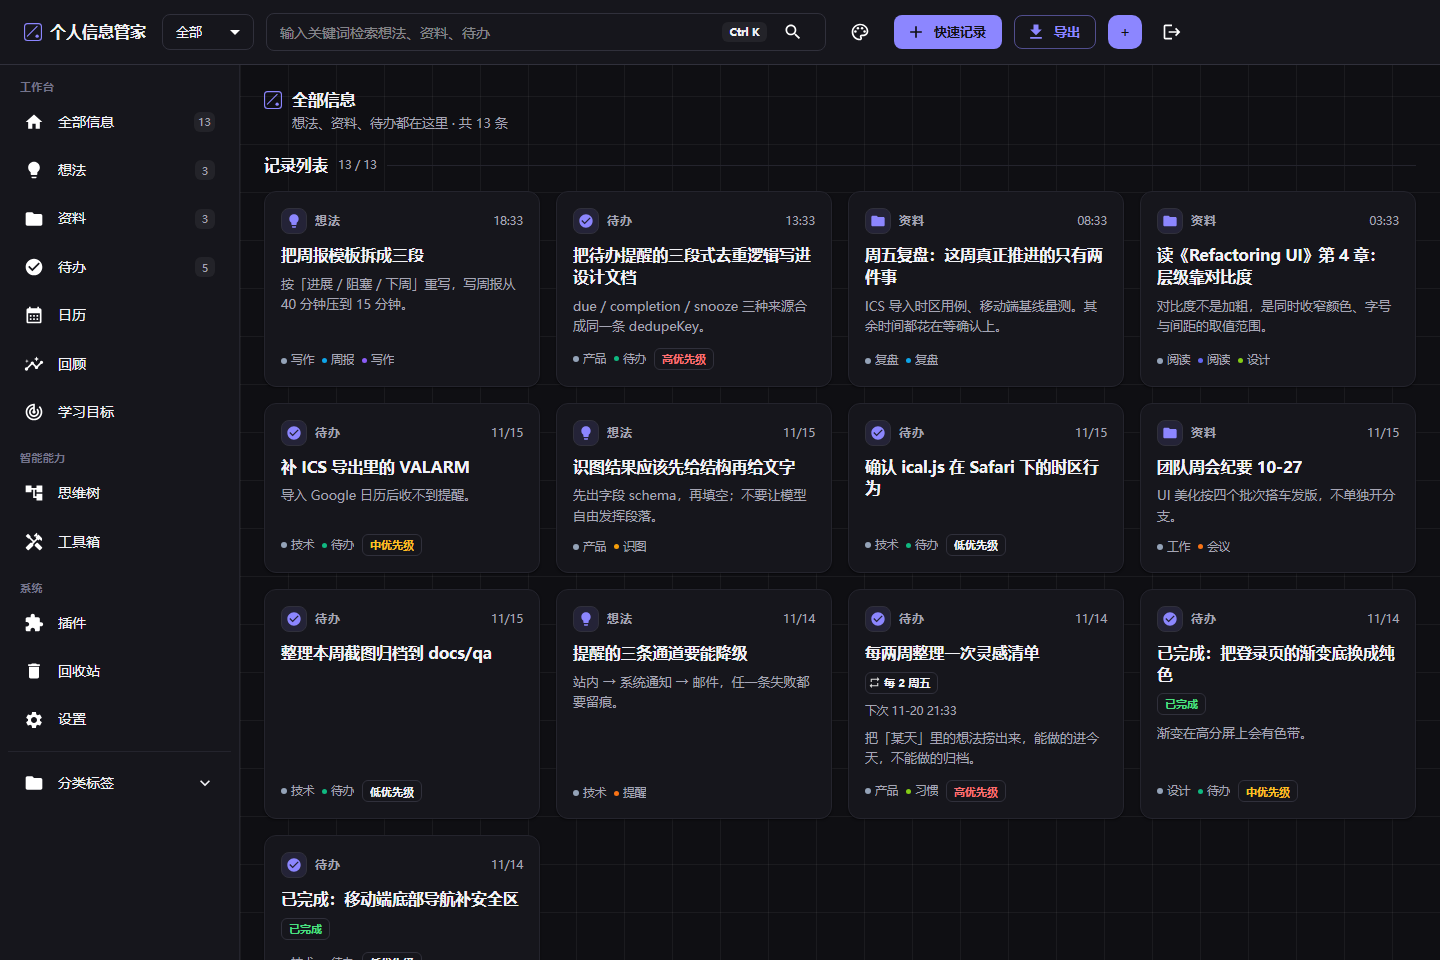 个人信息管家
全部
输入关键词检索想法、资料、待办
Ctrl K
快速记录
导出
+
工作台
全部信息
13
想法
3
资料
3
待办
5
日历
回顾
学习目标
智能能力
思维树
工具箱
系统
插件
回收站
设置
分类标签
全部信息
想法、资料、待办都在这里 · 共 13 条
记录列表
13 / 13
想法
18:33
把周报模板拆成三段
按「进展 / 阻塞 / 下周」重写，写周报从
40 分钟压到 15 分钟。
写作 周报 写作
待办
13:33
把待办提醒的三段式去重逻辑写进
设计文档
due / completion / snooze 三种来源合
成同一条 dedupeKey。
产品 待办 高优先级
资料
08:33
周五复盘：这周真正推进的只有两
件事
ICS 导入时区用例、移动端基线量测。其
余时间都花在等确认上。
复盘 复盘
资料
03:33
读《Refactoring UI》第 4 章：
层级靠对比度
对比度不是加粗，是同时收窄颜色、字号
与间距的取值范围。
阅读 阅读 设计
待办
11/15
补 ICS 导出里的 VALARM
导入 Google 日历后收不到提醒。
技术 待办 中优先级
想法
11/15
识图结果应该先给结构再给文字
先出字段 schema，再填空；不要让模型
自由发挥段落。
产品 识图
待办
11/15
确认 ical.js 在 Safari 下的时区行
为
技术 待办 低优先级
资料
11/15
团队周会纪要 10-27
UI 美化按四个批次搭车发版，不单独开分
支。
工作 会议
待办
11/15
整理本周截图归档到 docs/qa
技术 待办 低优先级
想法
11/14
提醒的三条通道要能降级
站内 → 系统通知 → 邮件，任一条失败都
要留痕。
技术 提醒
待办
11/14
每两周整理一次灵感清单
每 2 周五
下次 11-20 21:33
把「某天」里的想法捞出来，能做的进今
天，不能做的归档。
产品 习惯 高优先级
待办
11/14
已完成：把登录页的渐变底换成纯
色
已完成
渐变在高分屏上会有色带。
设计 待办 中优先级
待办
11/14
已完成：移动端底部导航补安全区
已完成
技术 待办 低优先级